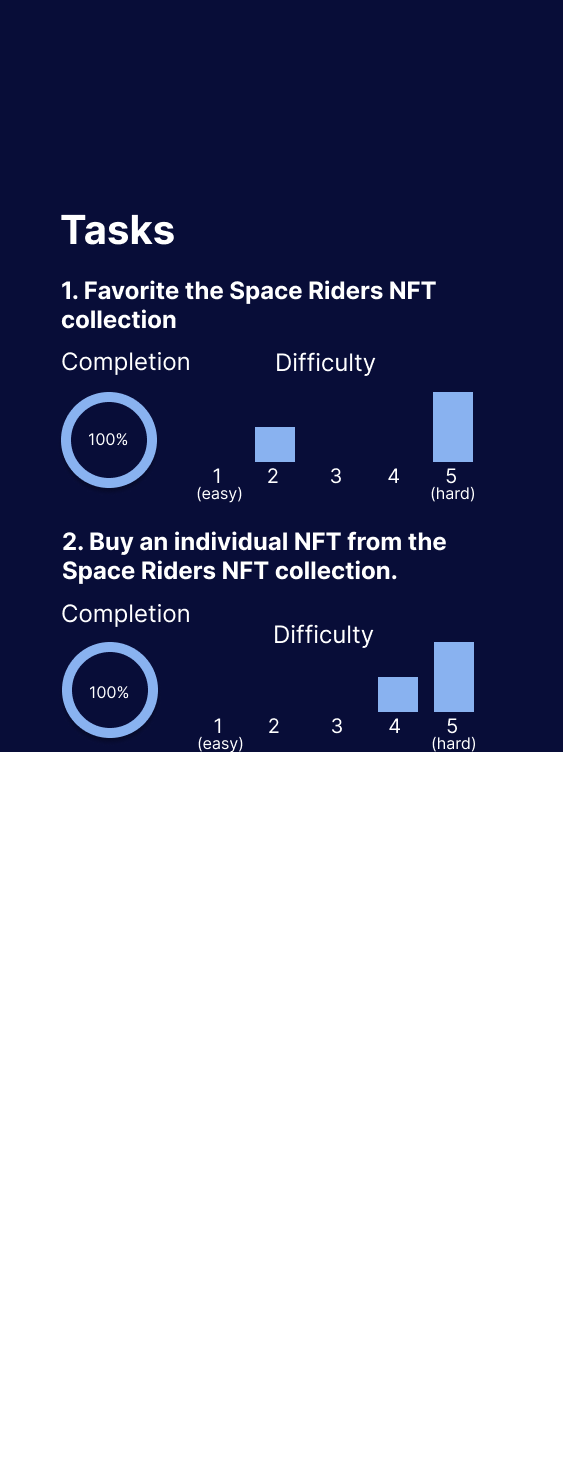 Tasks
1. Favorite the Space Riders NFT
collection
Completion
Difficulty
100%
1 2 3 4 5
(easy) (hard)
2. Buy an individual NFT from the
Space Riders NFT collection.
Completion
Difficulty
100%
1 2 3 4 5
(easy) (hard)